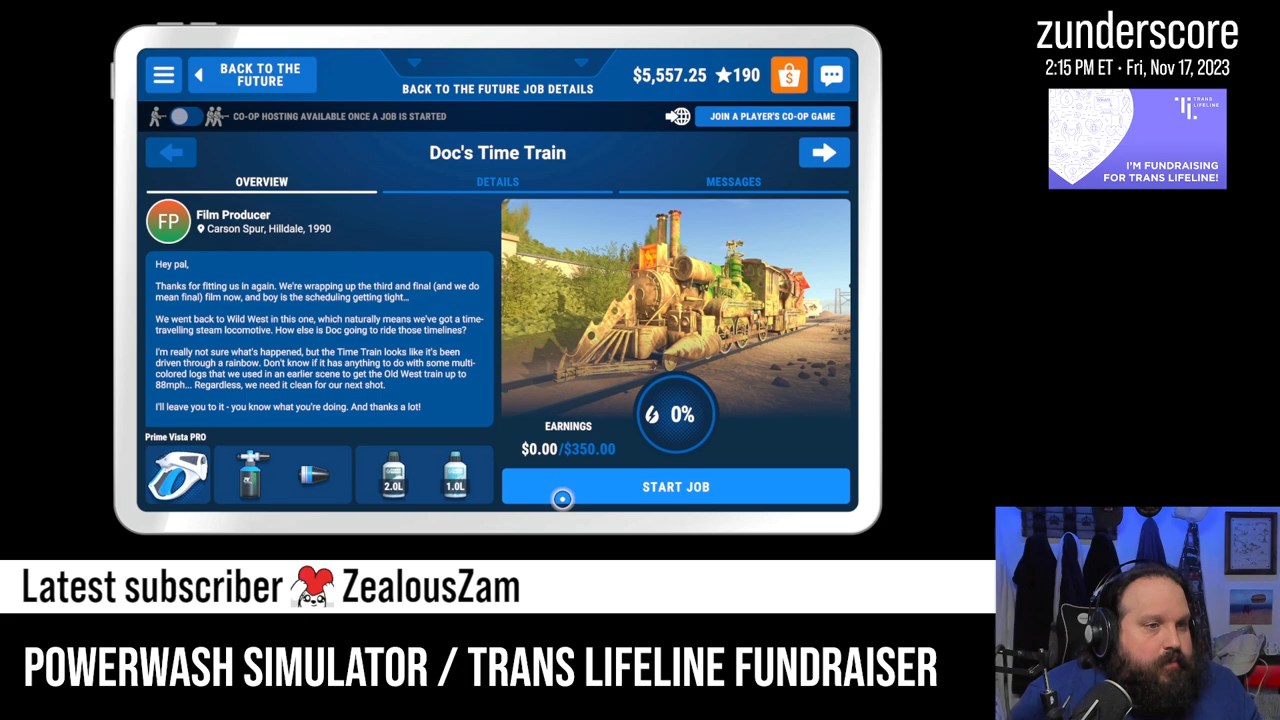 zunderscore
2:15 PM ET • Fri, Nov 17, 2023
TRANS
LIFELINE
I'M FUNDRAISING
FOR TRANS LIFELINE!
BACK TO THE
FUTURE
BACK TO THE FUTURE JOB DETAILS
$5,557.25 ★190
CO-OP HOSTING AVAILABLE ONCE A JOB IS STARTED
JOIN A PLAYER'S CO-OP GAME
Doc's Time Train
OVERVIEW
DETAILS
MESSAGES
FP
Film Producer
Carson Spur, Hilldale, 1990
Hey pal,
Thanks for fitting us in again. We're wrapping up the third and final (and we do
mean final) film now, and boy is the scheduling getting tight...
We went back to Wild West in this one, which naturally means we've got a time-
travelling steam locomotive. How else is Doc going to ride those timelines?
I'm really not sure what's happened, but the Time Train looks like it's been
driven through a rainbow. Don't know if it has anything to do with some multi-
colored logs that we used in an earlier scene to get the Old West train up to
88mph... Regardless, we need it clean for our next shot.
I'll leave you to it - you know what you're doing. And thanks a lot!
Prime Vista PRO
2.0L
1.0L
0%
EARNINGS
$0.00/$350.00
START JOB
Latest subscriber ZealousZam
POWERWASH SIMULATOR / TRANS LIFELINE FUNDRAISER